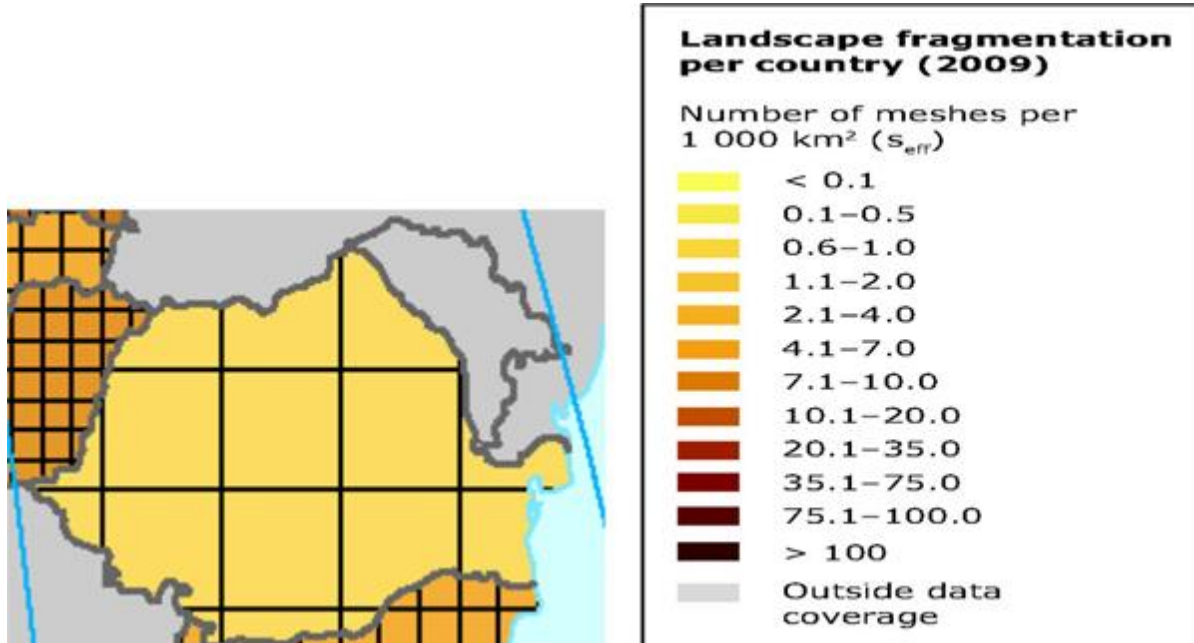 Landscape fragmentation
per country (2009)
Number of meshes per
1 000 km² (s_eff)
< 0.1
0.1–0.5
0.6–1.0
1.1–2.0
2.1–4.0
4.1–7.0
7.1–10.0
10.1–20.0
20.1–35.0
35.1–75.0
75.1–100.0
> 100
Outside data
coverage